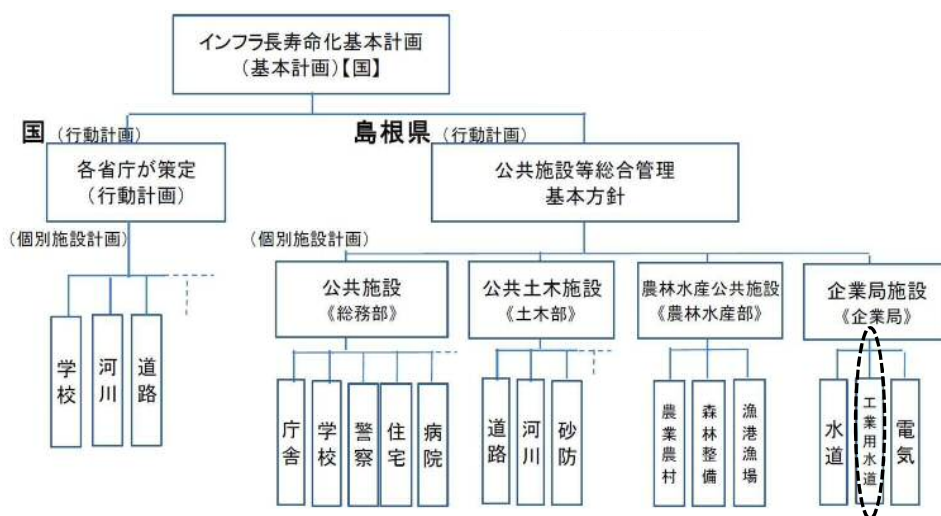 インフラ長寿命化基本計画
(基本計画)【国】
国 (行動計画)
島根県 (行動計画)
各省庁が策定
(行動計画)
公共施設等総合管理
基本方針
(個別施設計画)
(個別施設計画)
公共施設
《総務部》
公共土木施設
《土木部》
農林水産公共施設
《農林水産部》
企業局施設
《企業局》
学校
河川
道路
庁舎
学校
警察
住宅
病院
道路
河川
砂防
農業農村
森林整備
漁港漁場
水道
工業用水道
電気